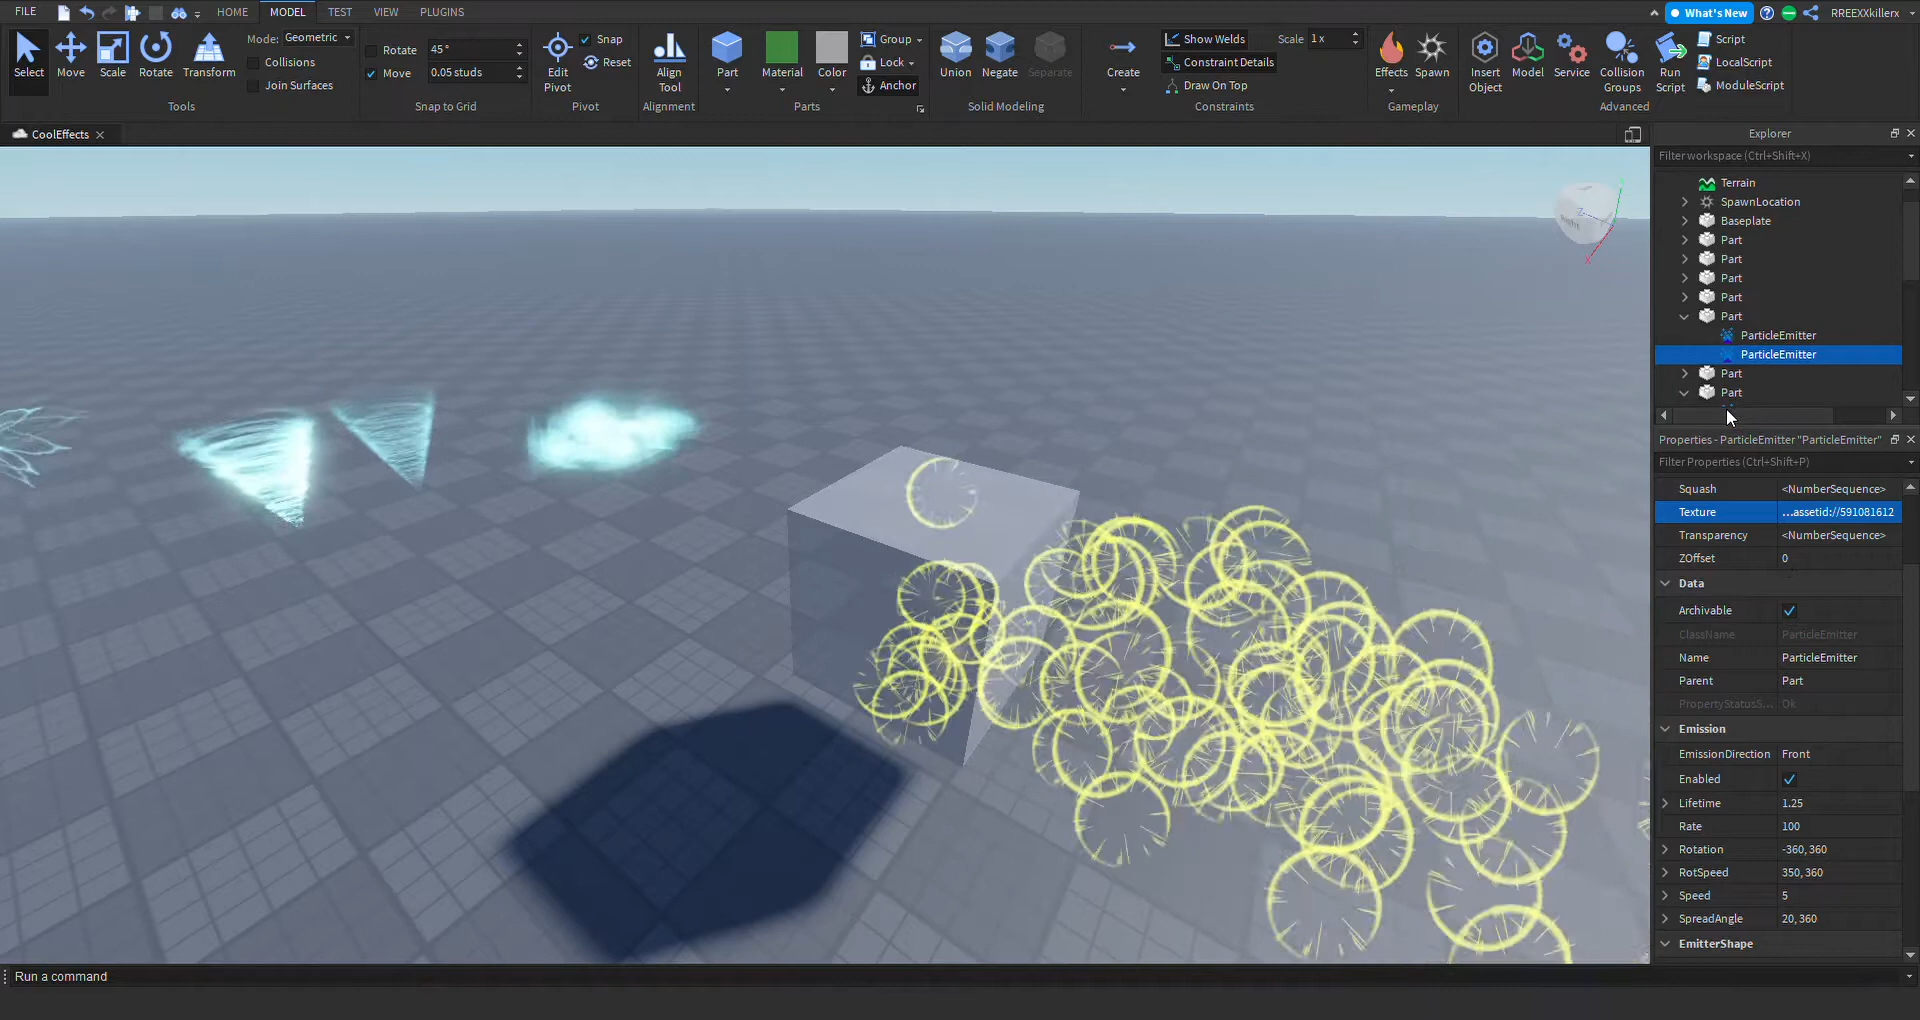 FILE HOME MODEL TEST VIEW PLUGINS What's New RREEXXkillerx
Select Move Scale Rotate Transform
Mode: Geometric
Collisions
Join Surfaces
Tools
Rotate 45°
Move 0.05 studs
Snap to Grid
Edit Pivot
Snap
Reset
Pivot
Align Tool
Alignment
Part Material Color
Group
Lock
Anchor
Parts
Union Negate Separate
Solid Modeling
Create
Show Welds Scale 1x
Constraint Details
Draw On Top
Constraints
Effects Spawn
Gameplay
Insert Object
Model
Service
Collision Groups
Run Script
Script
LocalScript
ModuleScript
Advanced
CoolEffects
Explorer
Filter workspace (Ctrl+Shift+X)
Terrain
SpawnLocation
Baseplate
Part
Part
Part
Part
Part
ParticleEmitter
ParticleEmitter
Part
Part
Properties - ParticleEmitter "ParticleEmitter"
Filter Properties (Ctrl+Shift+P)
Squash <NumberSequence>
Texture ...assetid://591081612
Transparency <NumberSequence>
ZOffset 0
Data
Archivable
ClassName ParticleEmitter
Name ParticleEmitter
Parent Part
PropertyStatusS... Ok
Emission
EmissionDirection Front
Enabled
Lifetime 1.25
Rate 100
Rotation -360, 360
RotSpeed 350, 360
Speed 5
SpreadAngle 20, 360
EmitterShape
Z
X
Run a command